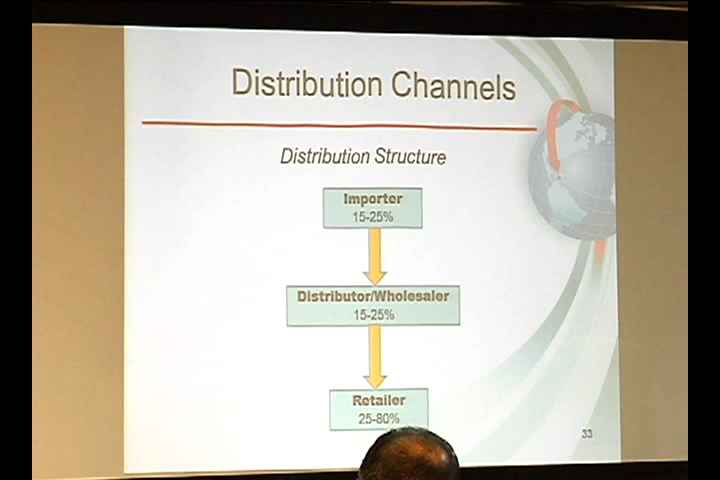 Distribution Channels
Distribution Structure
Importer
15-25%
Distributor/Wholesaler
15-25%
Retailer
25-80%
33